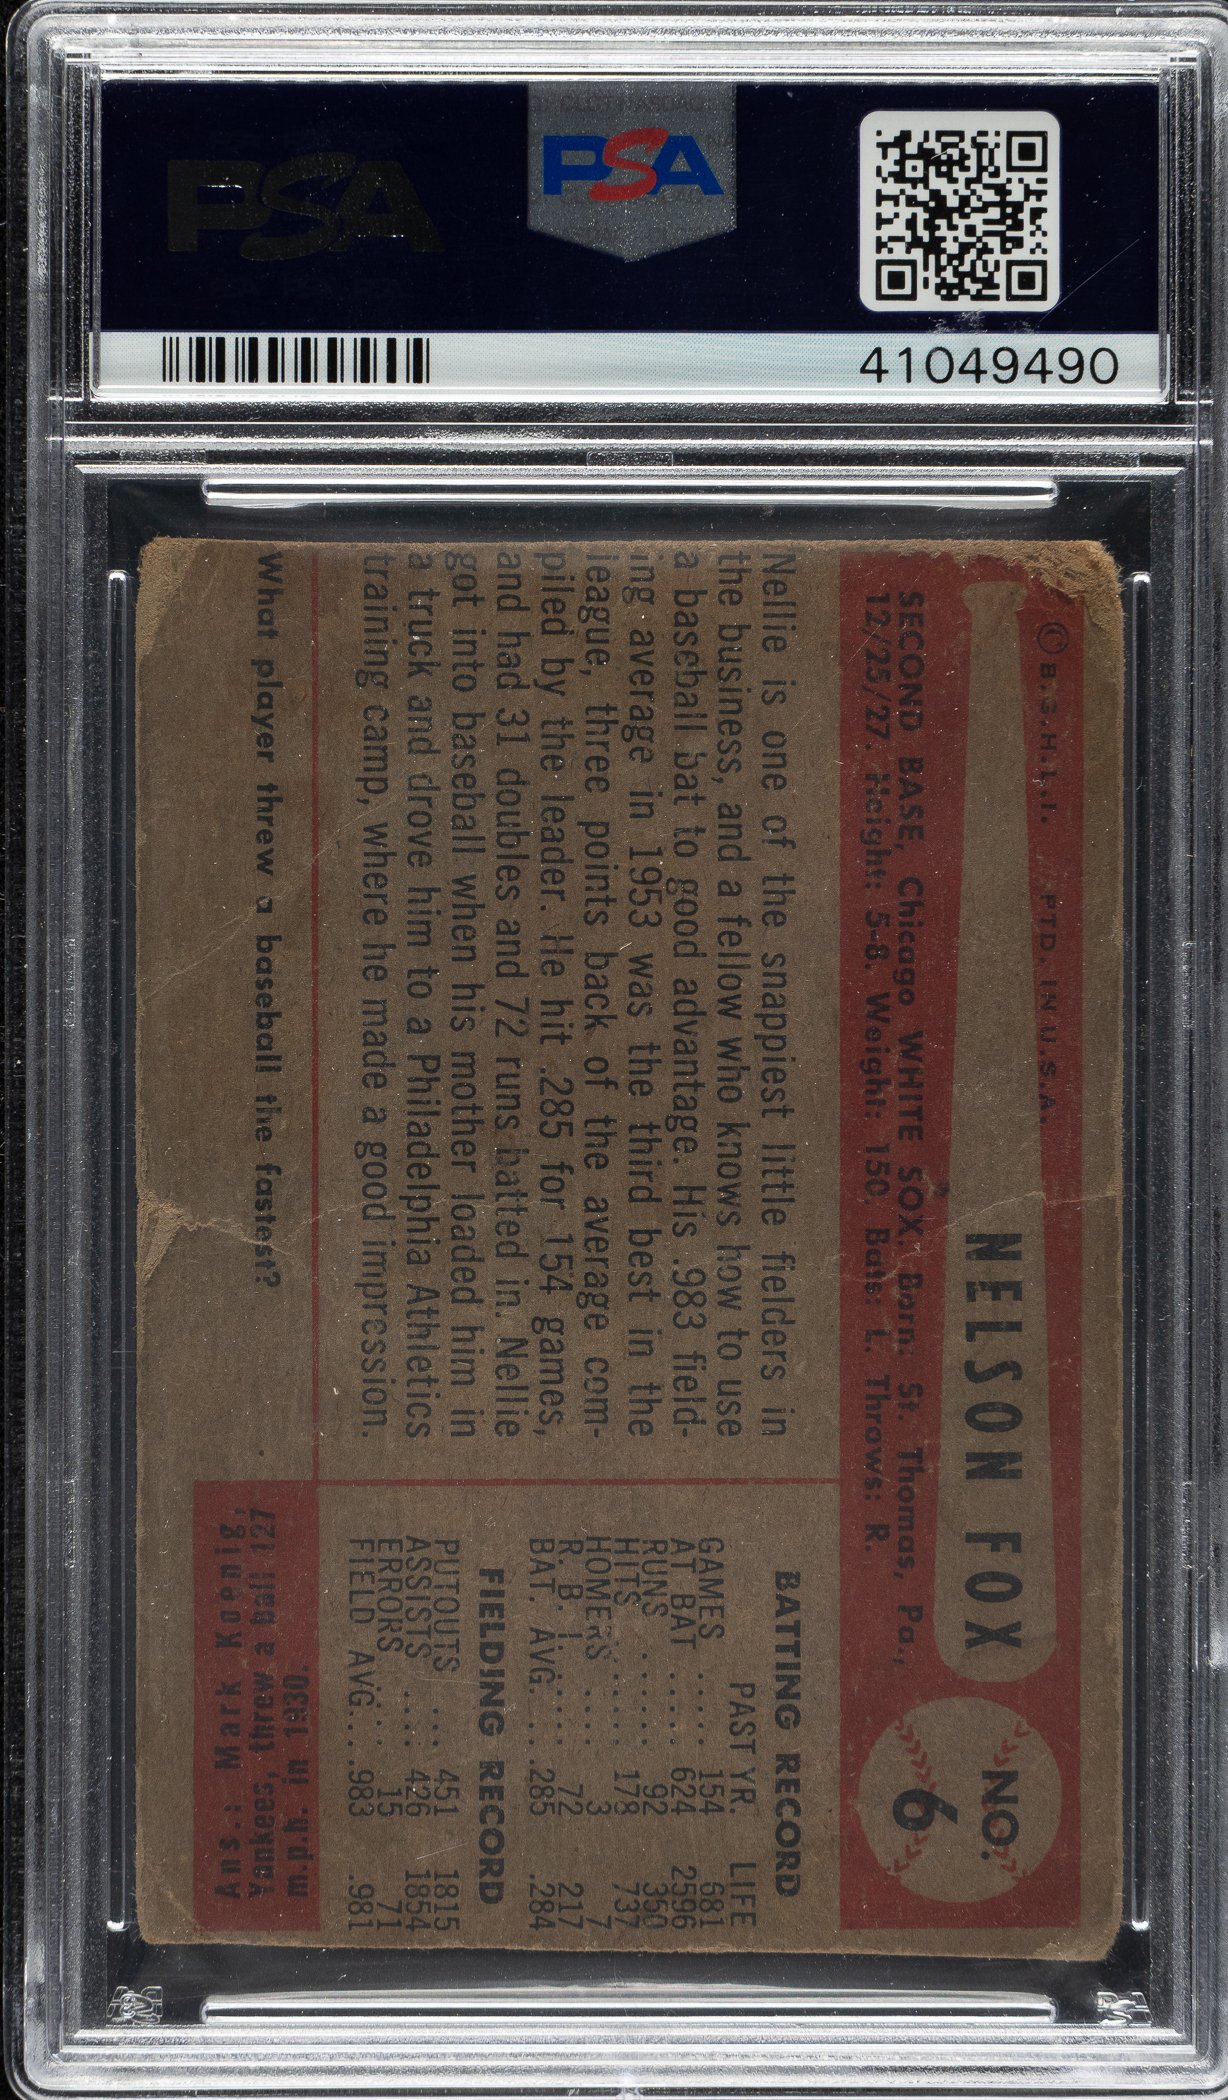 PSA
PSA
41049490
© B.G.H.L.I. PTD. IN U.S.A.
NELSON FOX
NO.
6
SECOND BASE, Chicago WHITE SOX. Born: St. Thomas, Pa.,
12/25/27. Height: 5-8. Weight: 150. Bats: L. Throws: R.
Nellie is one of the snappiest little fielders in
the business, and a fellow who knows how to use
a baseball bat to good advantage. His .983 field-
ing average in 1953 was the third best in the
league, three points back of the average com-
piled by the leader. He hit .285 for 154 games,
and had 31 doubles and 72 runs batted in. Nellie
got into baseball when his mother loaded him in
a truck and drove him to a Philadelphia Athletics
training camp, where he made a good impression.
BATTING RECORD
PAST YR. LIFE
GAMES ..... 154 681
AT BAT .... 624 2596
RUNS ..... 92 350
HITS ..... 178 737
HOMERS .... 3 7
R. B. I. .... 72 217
BAT. AVG. .. .285 .284
FIELDING RECORD
PUTOUTS ... 451 1815
ASSISTS .... 426 1854
ERRORS .... 15 71
FIELD AVG... .983 .981
What player threw a baseball the fastest?
Ans.: Mark Koenig,
Yankees, threw a ball 127
m.p.h. in 1930.
PSA